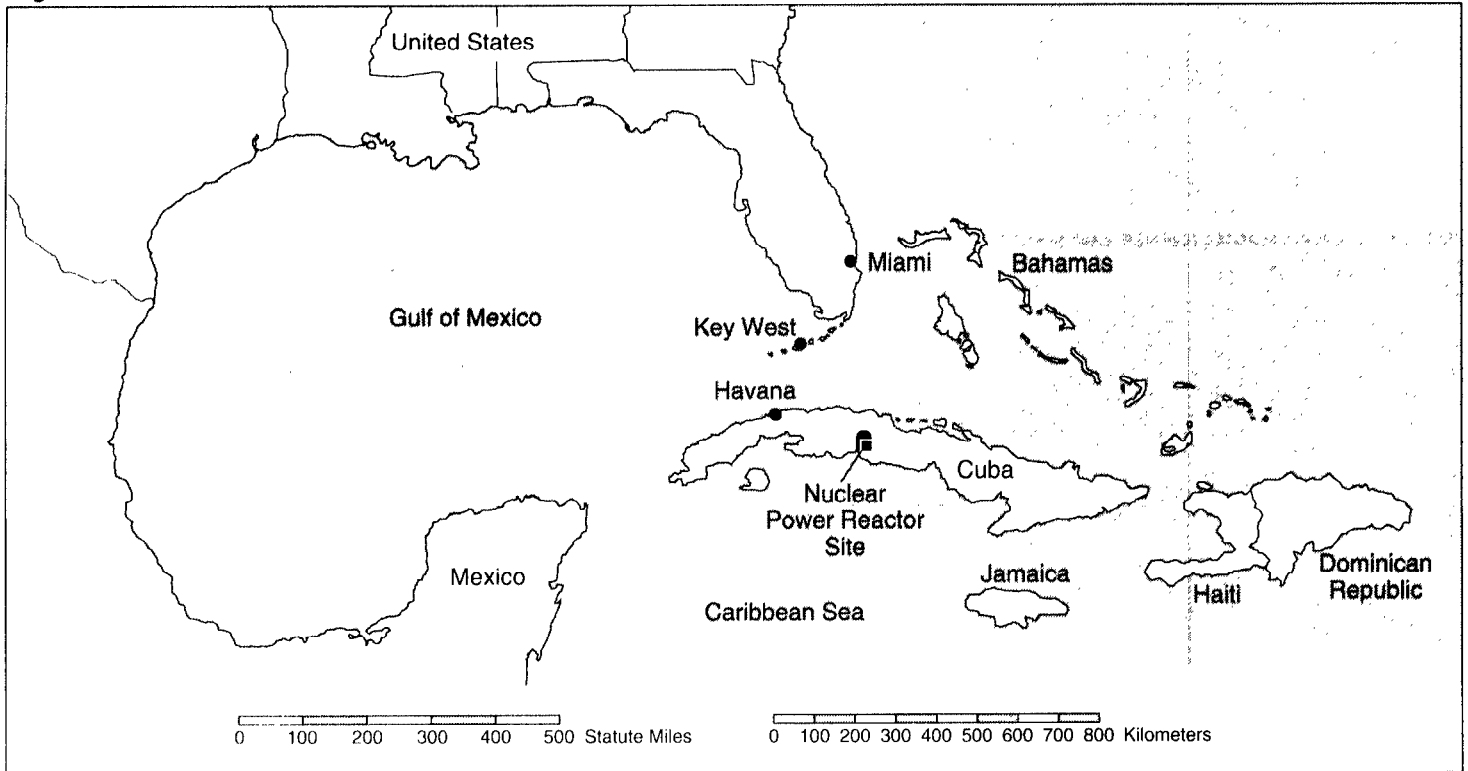 United States
Miami
Bahamas
Gulf of Mexico
Key West
Havana
Cuba
Nuclear
Power Reactor
Site
Mexico
Jamaica
Dominican
Republic
Haiti
Caribbean Sea
0 100 200 300 400 500 Statute Miles
0 100 200 300 400 500 600 700 800 Kilometers